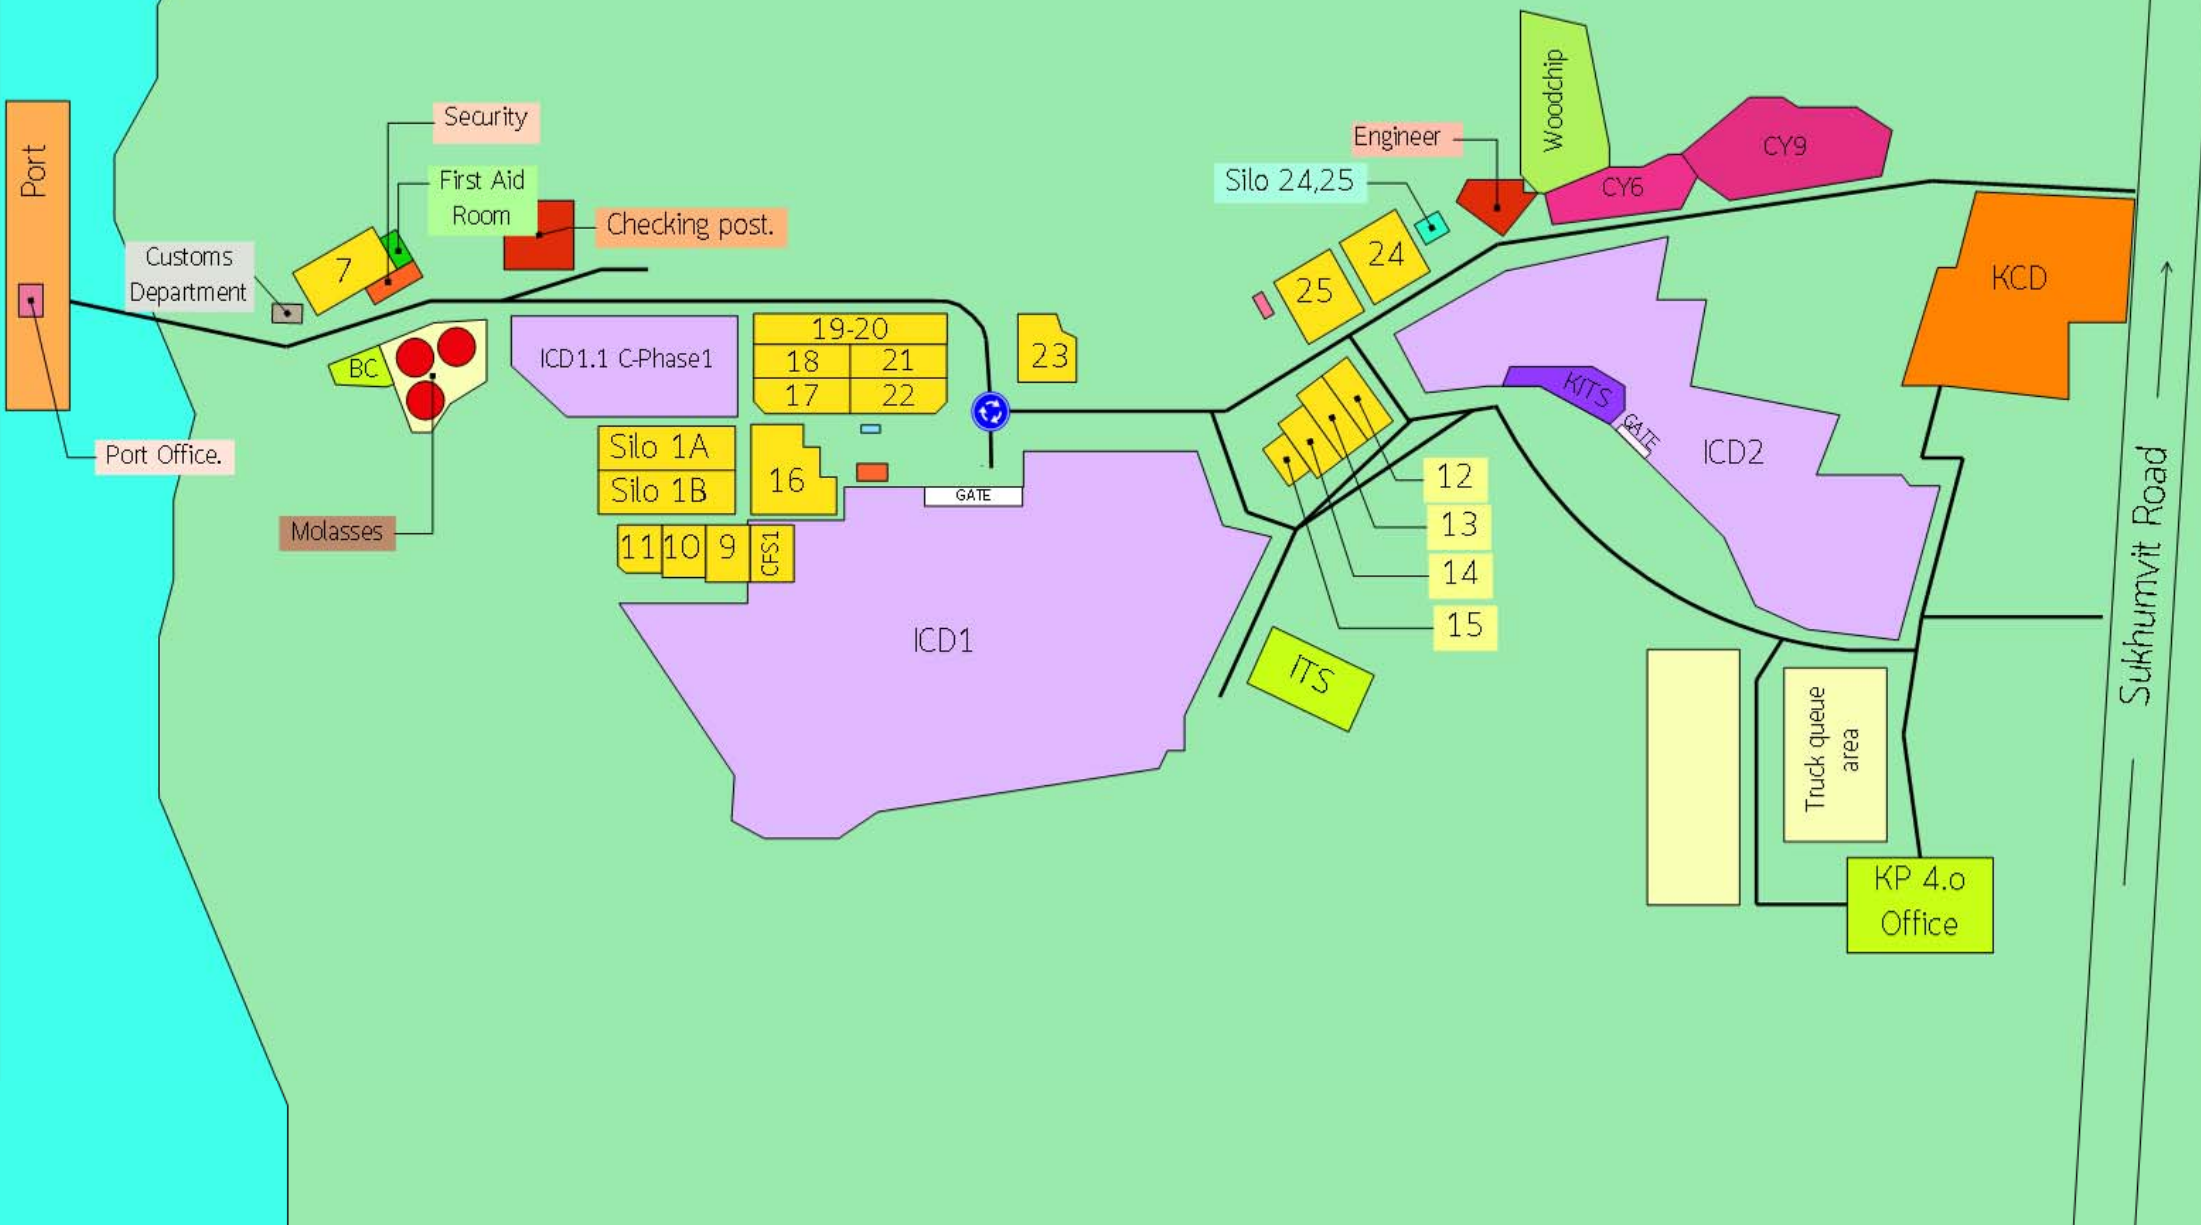 Woodchip
CY9
CY6
Engineer
Silo 24,25
Security
First Aid
Room
Checking post.
Port
Customs
Department
7
24
25
KCD
19-20
18
21
17
22
23
ICD1.1 C-Phase1
BC
KITS
GATE
ICD2
Port Office.
Silo 1A
Silo 1B
16
GATE
12
13
14
15
Molasses
11
10
9
CFS1
ICD1
ITS
Sukhumvit Road
Truck queue
area
KP 4.0
Office